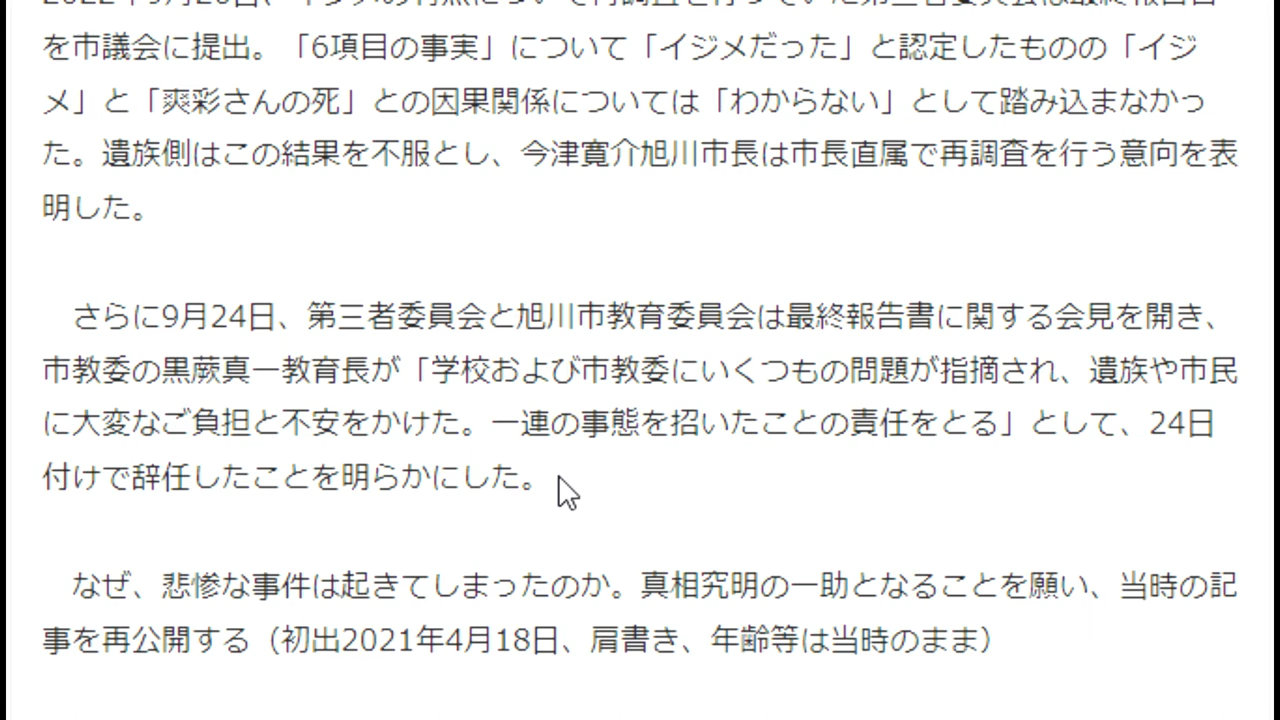 を市議会に提出。「6項目の事実」について「イジメだった」と認定したものの「イジ
メ」と「爽彩さんの死」との因果関係については「わからない」として踏み込まなかっ
た。遺族側はこの結果を不服とし、今津寛介旭川市長は市長直属で再調査を行う意向を表
明した。
さらに9月24日、第三者委員会と旭川市教育委員会は最終報告書に関する会見を開き、
市教委の黒蕨真一教育長が「学校および市教委にいくつもの問題が指摘され、遺族や市民
に大変なご負担と不安をかけた。一連の事態を招いたことの責任をとる」として、24日
付けで辞任したことを明らかにした。
なぜ、悲惨な事件は起きてしまったのか。真相究明の一助となることを願い、当時の記
事を再公開する（初出2021年4月18日、肩書き、年齢等は当時のまま）